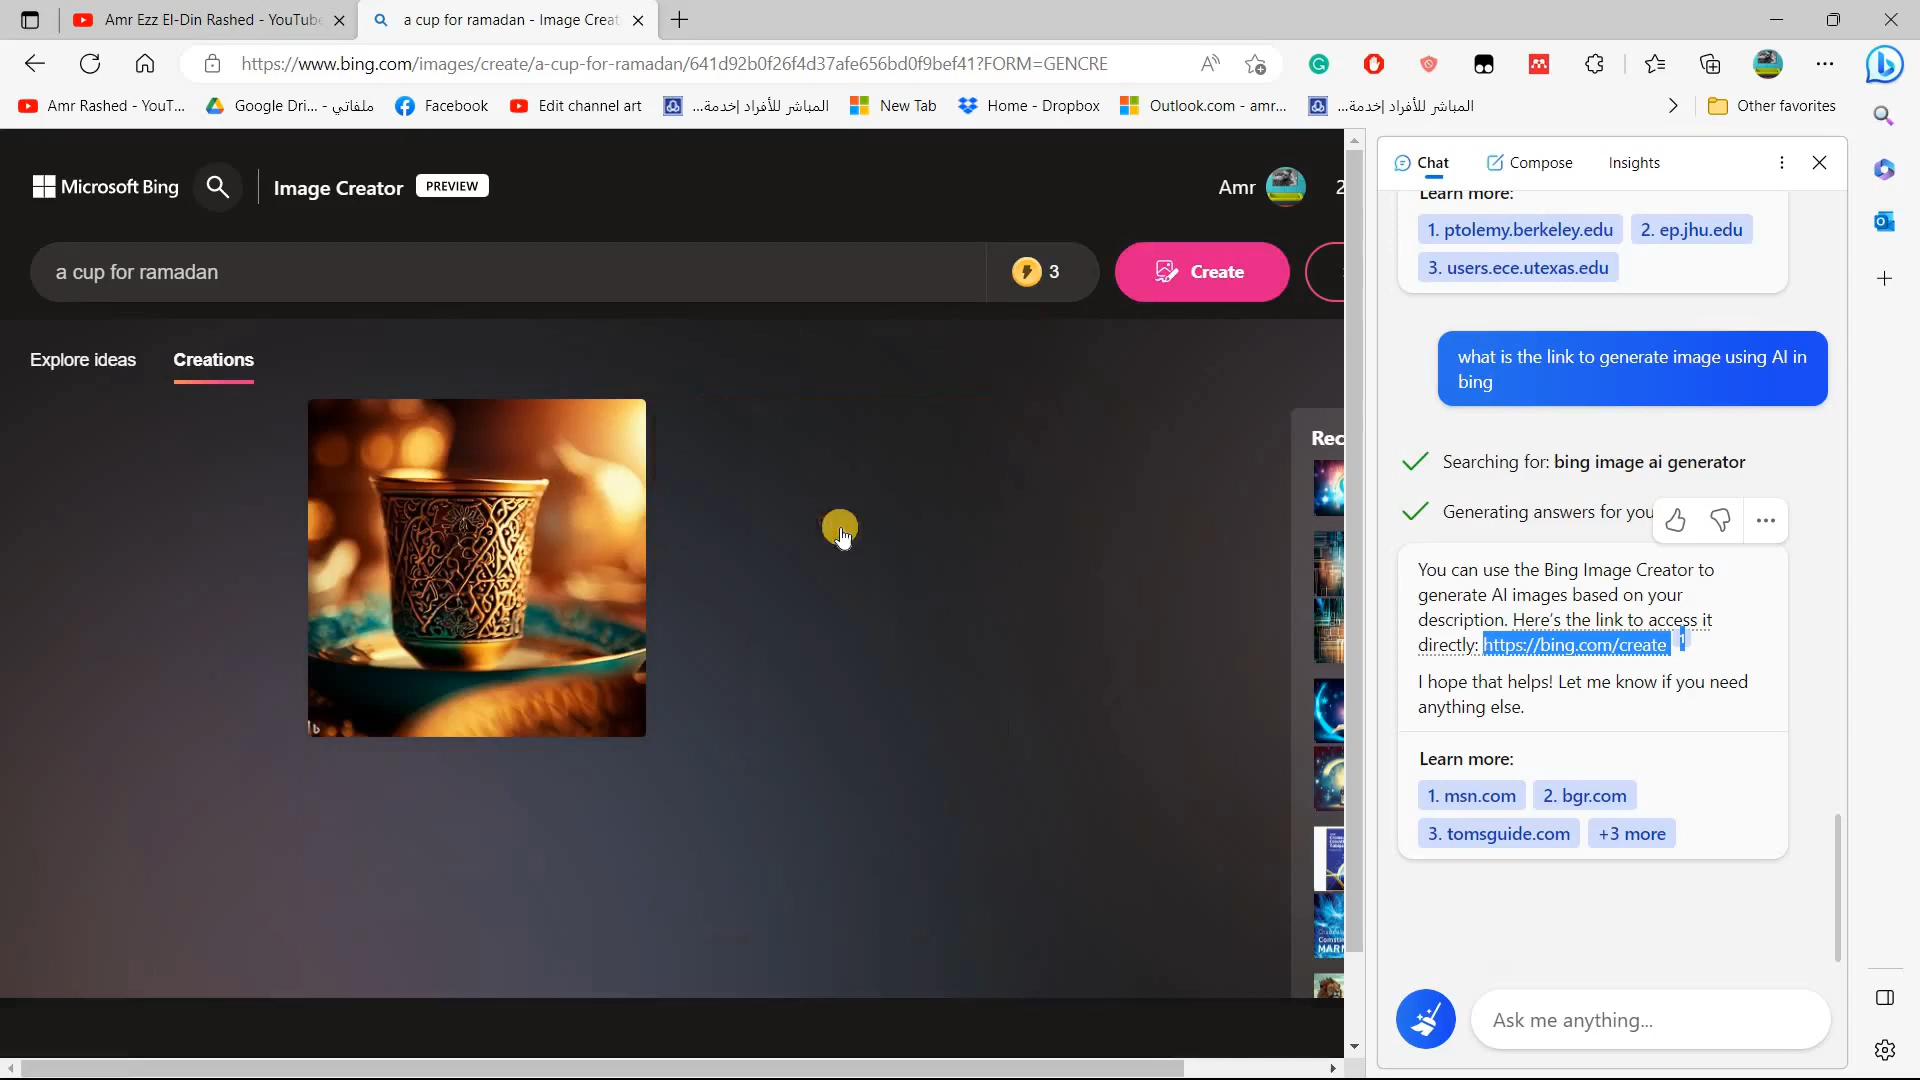 Amr Ezz El-Din Rashed - YouTube
a cup for ramadan - Image Creat
https://www.bing.com/images/create/a-cup-for-ramadan/641d92b0f26f4d37afe656bd0f9bef41?FORM=GENCRE
Amr Rashed - YouT...
Google Dri... - ملفاتي
Facebook
Edit channel art
المباشر للأفراد |خدمة...
New Tab
Home - Dropbox
Outlook.com - amr...
المباشر للأفراد |خدمة...
Other favorites
Microsoft Bing
Image Creator
PREVIEW
Amr
2
a cup for ramadan
3
Create
Explore ideas
Creations
Rec
Chat
Compose
Insights
Learn more:
1. ptolemy.berkeley.edu
2. ep.jhu.edu
3. users.ece.utexas.edu
what is the link to generate image using AI in
bing
Searching for: bing image ai generator
Generating answers for you
You can use the Bing Image Creator to
generate AI images based on your
description. Here's the link to access it
directly: https://bing.com/create 1
I hope that helps! Let me know if you need
anything else.
Learn more:
1. msn.com
2. bgr.com
3. tomsguide.com
+3 more
Ask me anything...